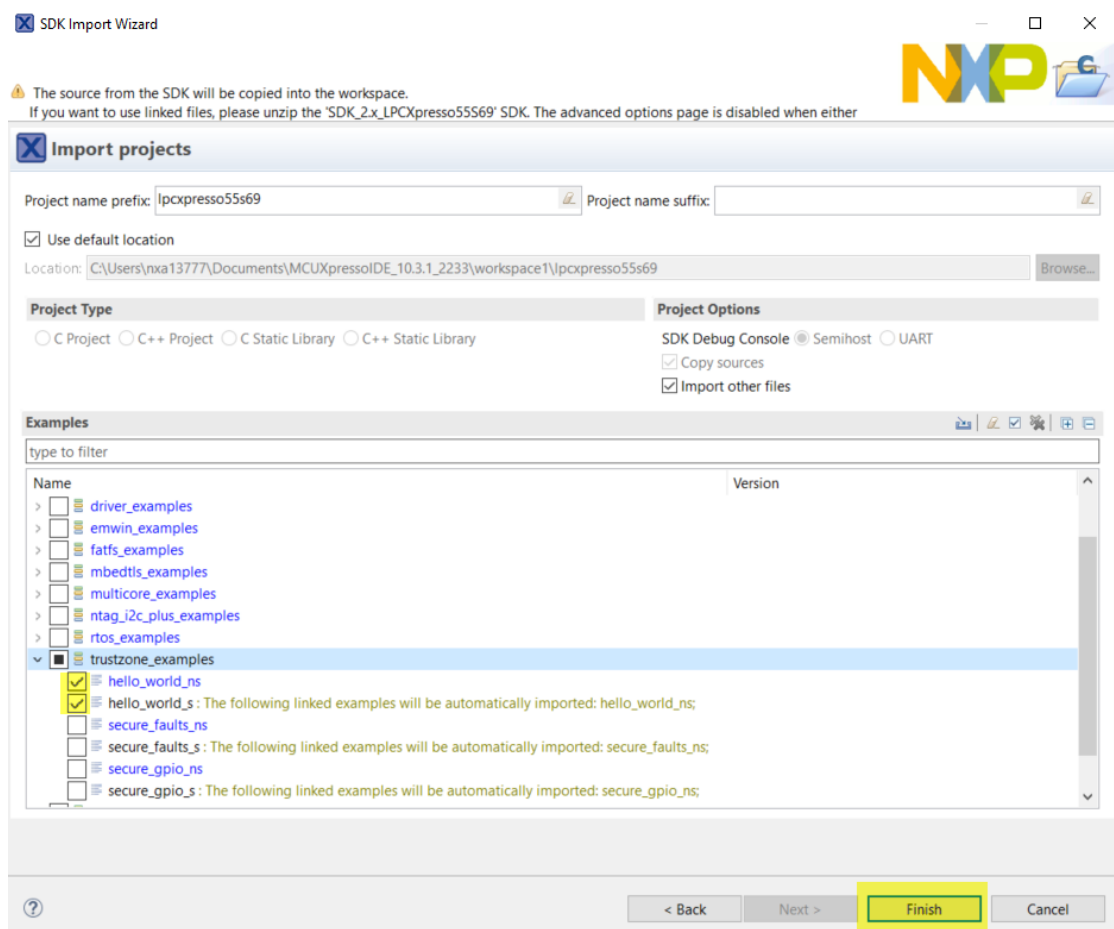 SDK Import Wizard
NXP
C
The source from the SDK will be copied into the workspace.
If you want to use linked files, please unzip the 'SDK_2.x_LPCXpresso55S69' SDK. The advanced options page is disabled when either
Import projects
Project name prefix: lpcxpresso55s69 Project name suffix:
Use default location
Location: C:\Users\nxa13777\Documents\MCUXpressoIDE_10.3.1_2233\workspace1\lpcxpresso55s69 Browse...
Project Type Project Options
C Project C++ Project C Static Library C++ Static Library SDK Debug Console Semihost UART
Copy sources
Import other files
Examples
type to filter
Name Version
driver_examples
emwin_examples
fatfs_examples
mbedtls_examples
multicore_examples
ntag_i2c_plus_examples
rtos_examples
trustzone_examples
hello_world_ns
hello_world_s : The following linked examples will be automatically imported: hello_world_ns;
secure_faults_ns
secure_faults_s : The following linked examples will be automatically imported: secure_faults_ns;
secure_gpio_ns
secure_gpio_s : The following linked examples will be automatically imported: secure_gpio_ns;
? < Back Next > Finish Cancel